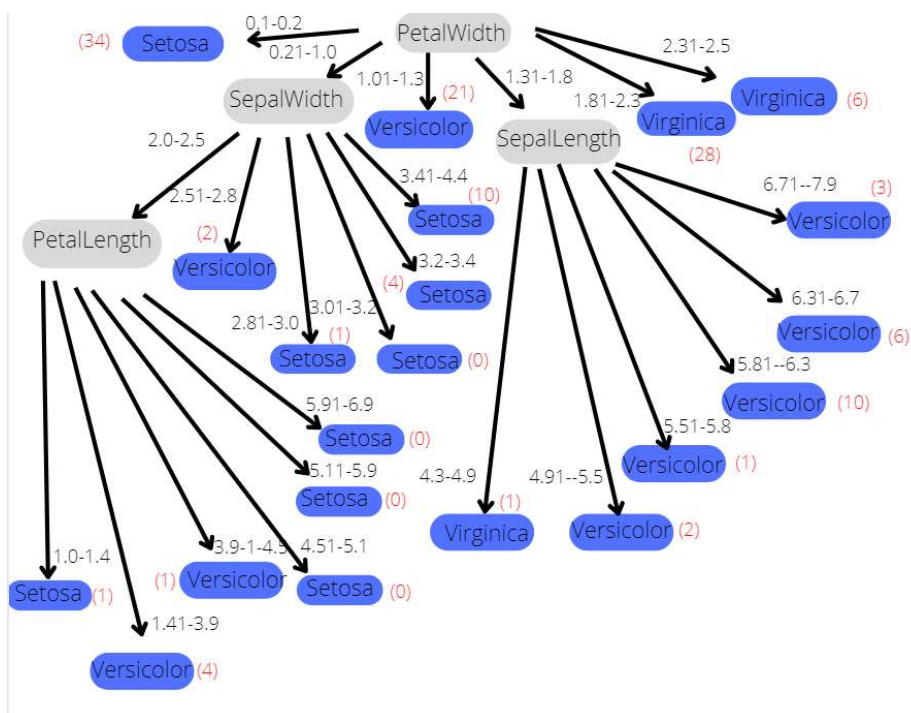 PetalWidth
0.1-0.2
(34)
Setosa
0.21-1.0
1.01-1.3
1.31-1.8
2.31-2.5
1.81-2.3
SepalWidth
(21)
Versicolor
Virginica
(6)
Virginica
(28)
SepalLength
2.0-2.5
2.51-2.8
3.41-4.4
(10)
Setosa
6.71--7.9
(3)
Versicolor
PetalLength
(2)
Versicolor
3.2-3.4
(4)
Setosa
2.81-3.0
3.01-3.2
(1)
Setosa
Setosa
(0)
6.31-6.7
Versicolor
(6)
5.81--6.3
Versicolor
(10)
5.91-6.9
Setosa
(0)
5.51-5.8
Versicolor
(1)
5.11-5.9
Setosa
(0)
4.3-4.9
(1)
Virginica
4.91--5.5
Versicolor
(2)
1.0-1.4
Setosa
(1)
3.9-1-4.5
(1)
Versicolor
4.51-5.1
Setosa
(0)
1.41-3.9
Versicolor
(4)